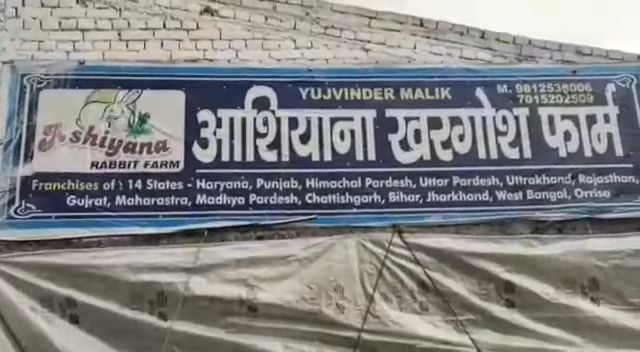 YUJVINDER MALIK
M. 9812538006
7015202509
Ashiyana
RABBIT FARM
आशियाना खरगोश फार्म
Franchises of : 14 States - Haryana, Punjab, Himachal Pardesh, Uttar Pardesh, Uttrakhand, Rajasthan,
Gujrat, Maharastra, Madhya Pardesh, Chattishgarh, Bihar, Jharkhand, West Bangal, Orrisa